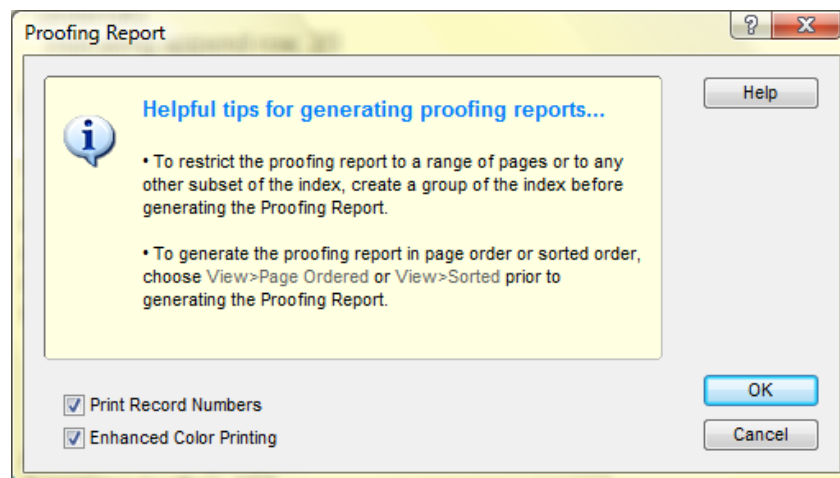 Proofing Report
Help
Helpful tips for generating proofing reports...
• To restrict the proofing report to a range of pages or to any
other subset of the index, create a group of the index before
generating the Proofing Report.
• To generate the proofing report in page order or sorted order,
choose View>Page Ordered or View>Sorted prior to
generating the Proofing Report.
Print Record Numbers
Enhanced Color Printing
OK
Cancel